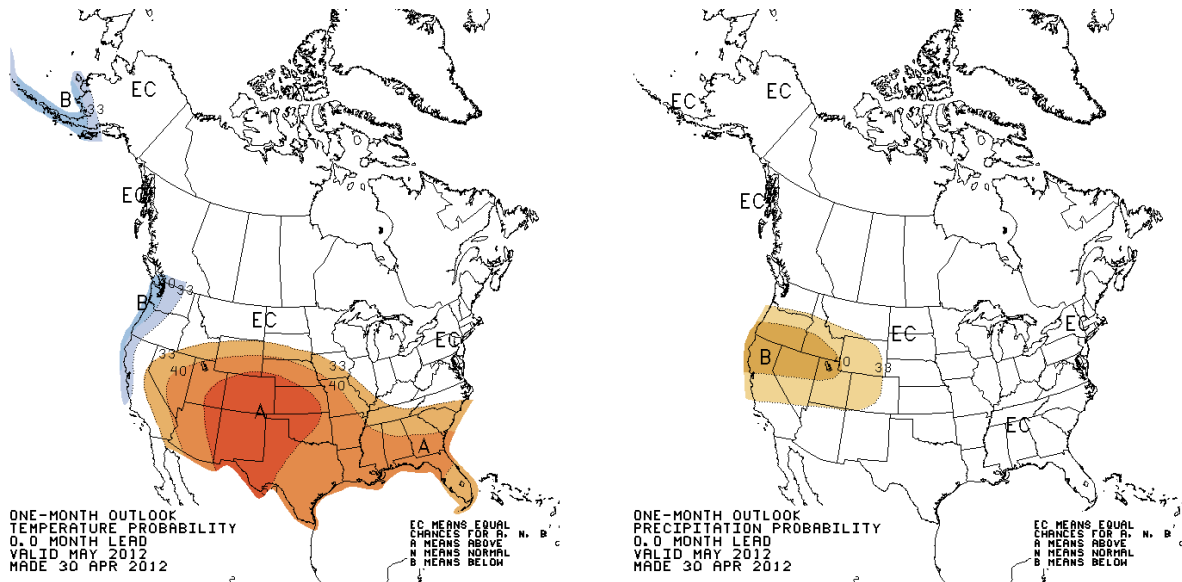 B
33
EC
EC
40
33
B
EC
EC
33
40
33
40
A
A
ONE-MONTH OUTLOOK
TEMPERATURE PROBABILITY
0.0 MONTH LEAD
VALID MAY 2012
MADE 30 APR 2012
EC MEANS EQUAL
CHANCES FOR A, N, B
A MEANS ABOVE
N MEANS NORMAL
B MEANS BELOW
EC
EC
EC
EC
EC
B
40
33
EC
ONE-MONTH OUTLOOK
PRECIPITATION PROBABILITY
0.0 MONTH LEAD
VALID MAY 2012
MADE 30 APR 2012
EC MEANS EQUAL
CHANCES FOR A, N, B
A MEANS ABOVE
N MEANS NORMAL
B MEANS BELOW